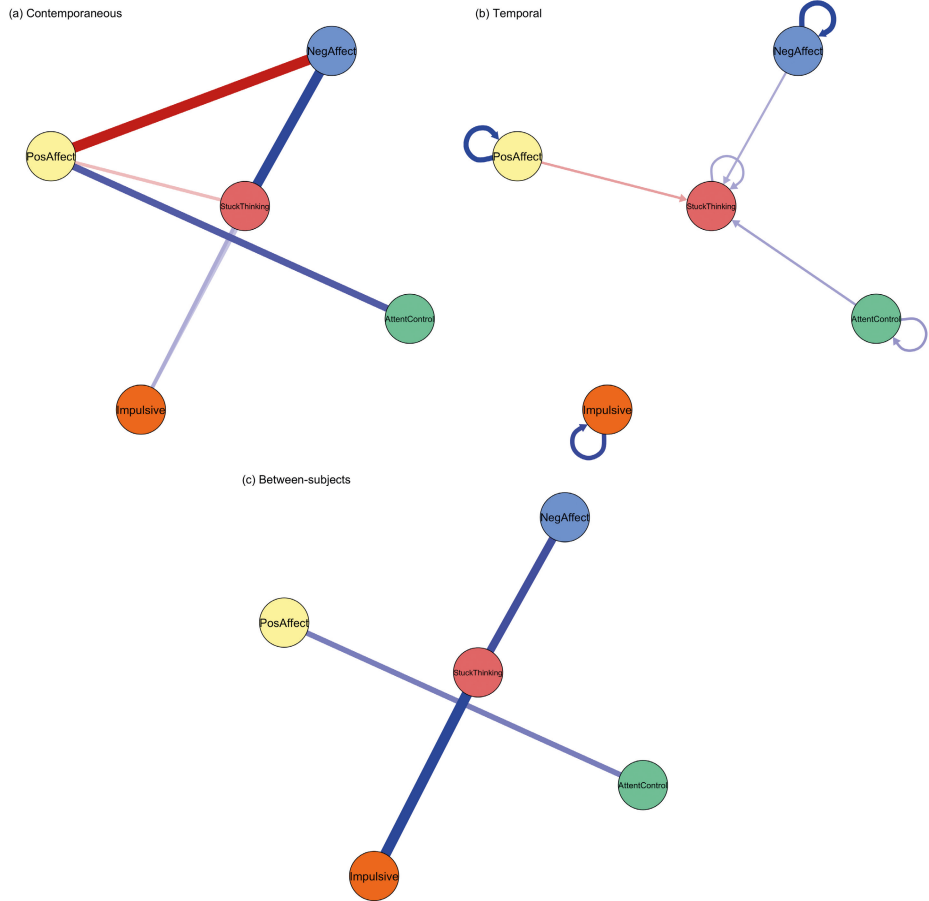 (a) Contemporaneous
NegAffect
PosAffect
StuckThinking
AttentControl
Impulsive
(b) Temporal
NegAffect
PosAffect
StuckThinking
AttentControl
Impulsive
(c) Between-subjects
NegAffect
PosAffect
StuckThinking
AttentControl
Impulsive